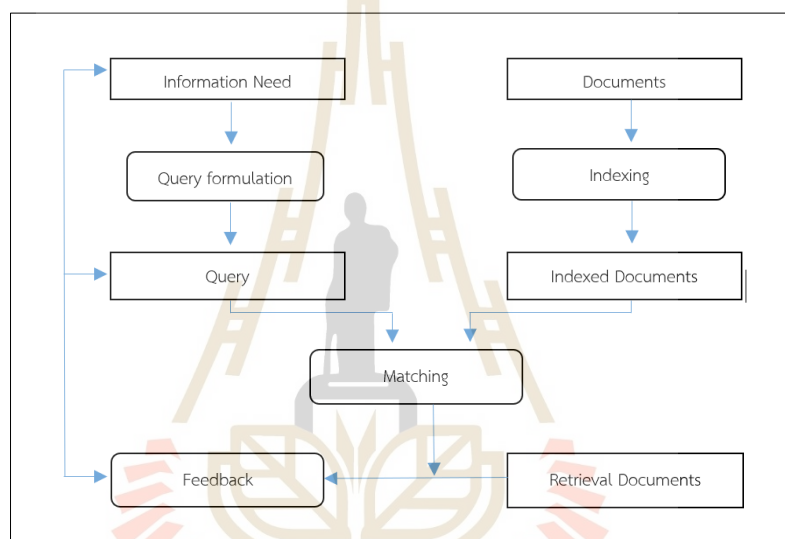 Information Need
Documents
Query formulation
Indexing
Query
Indexed Documents
Matching
Feedback
Retrieval Documents